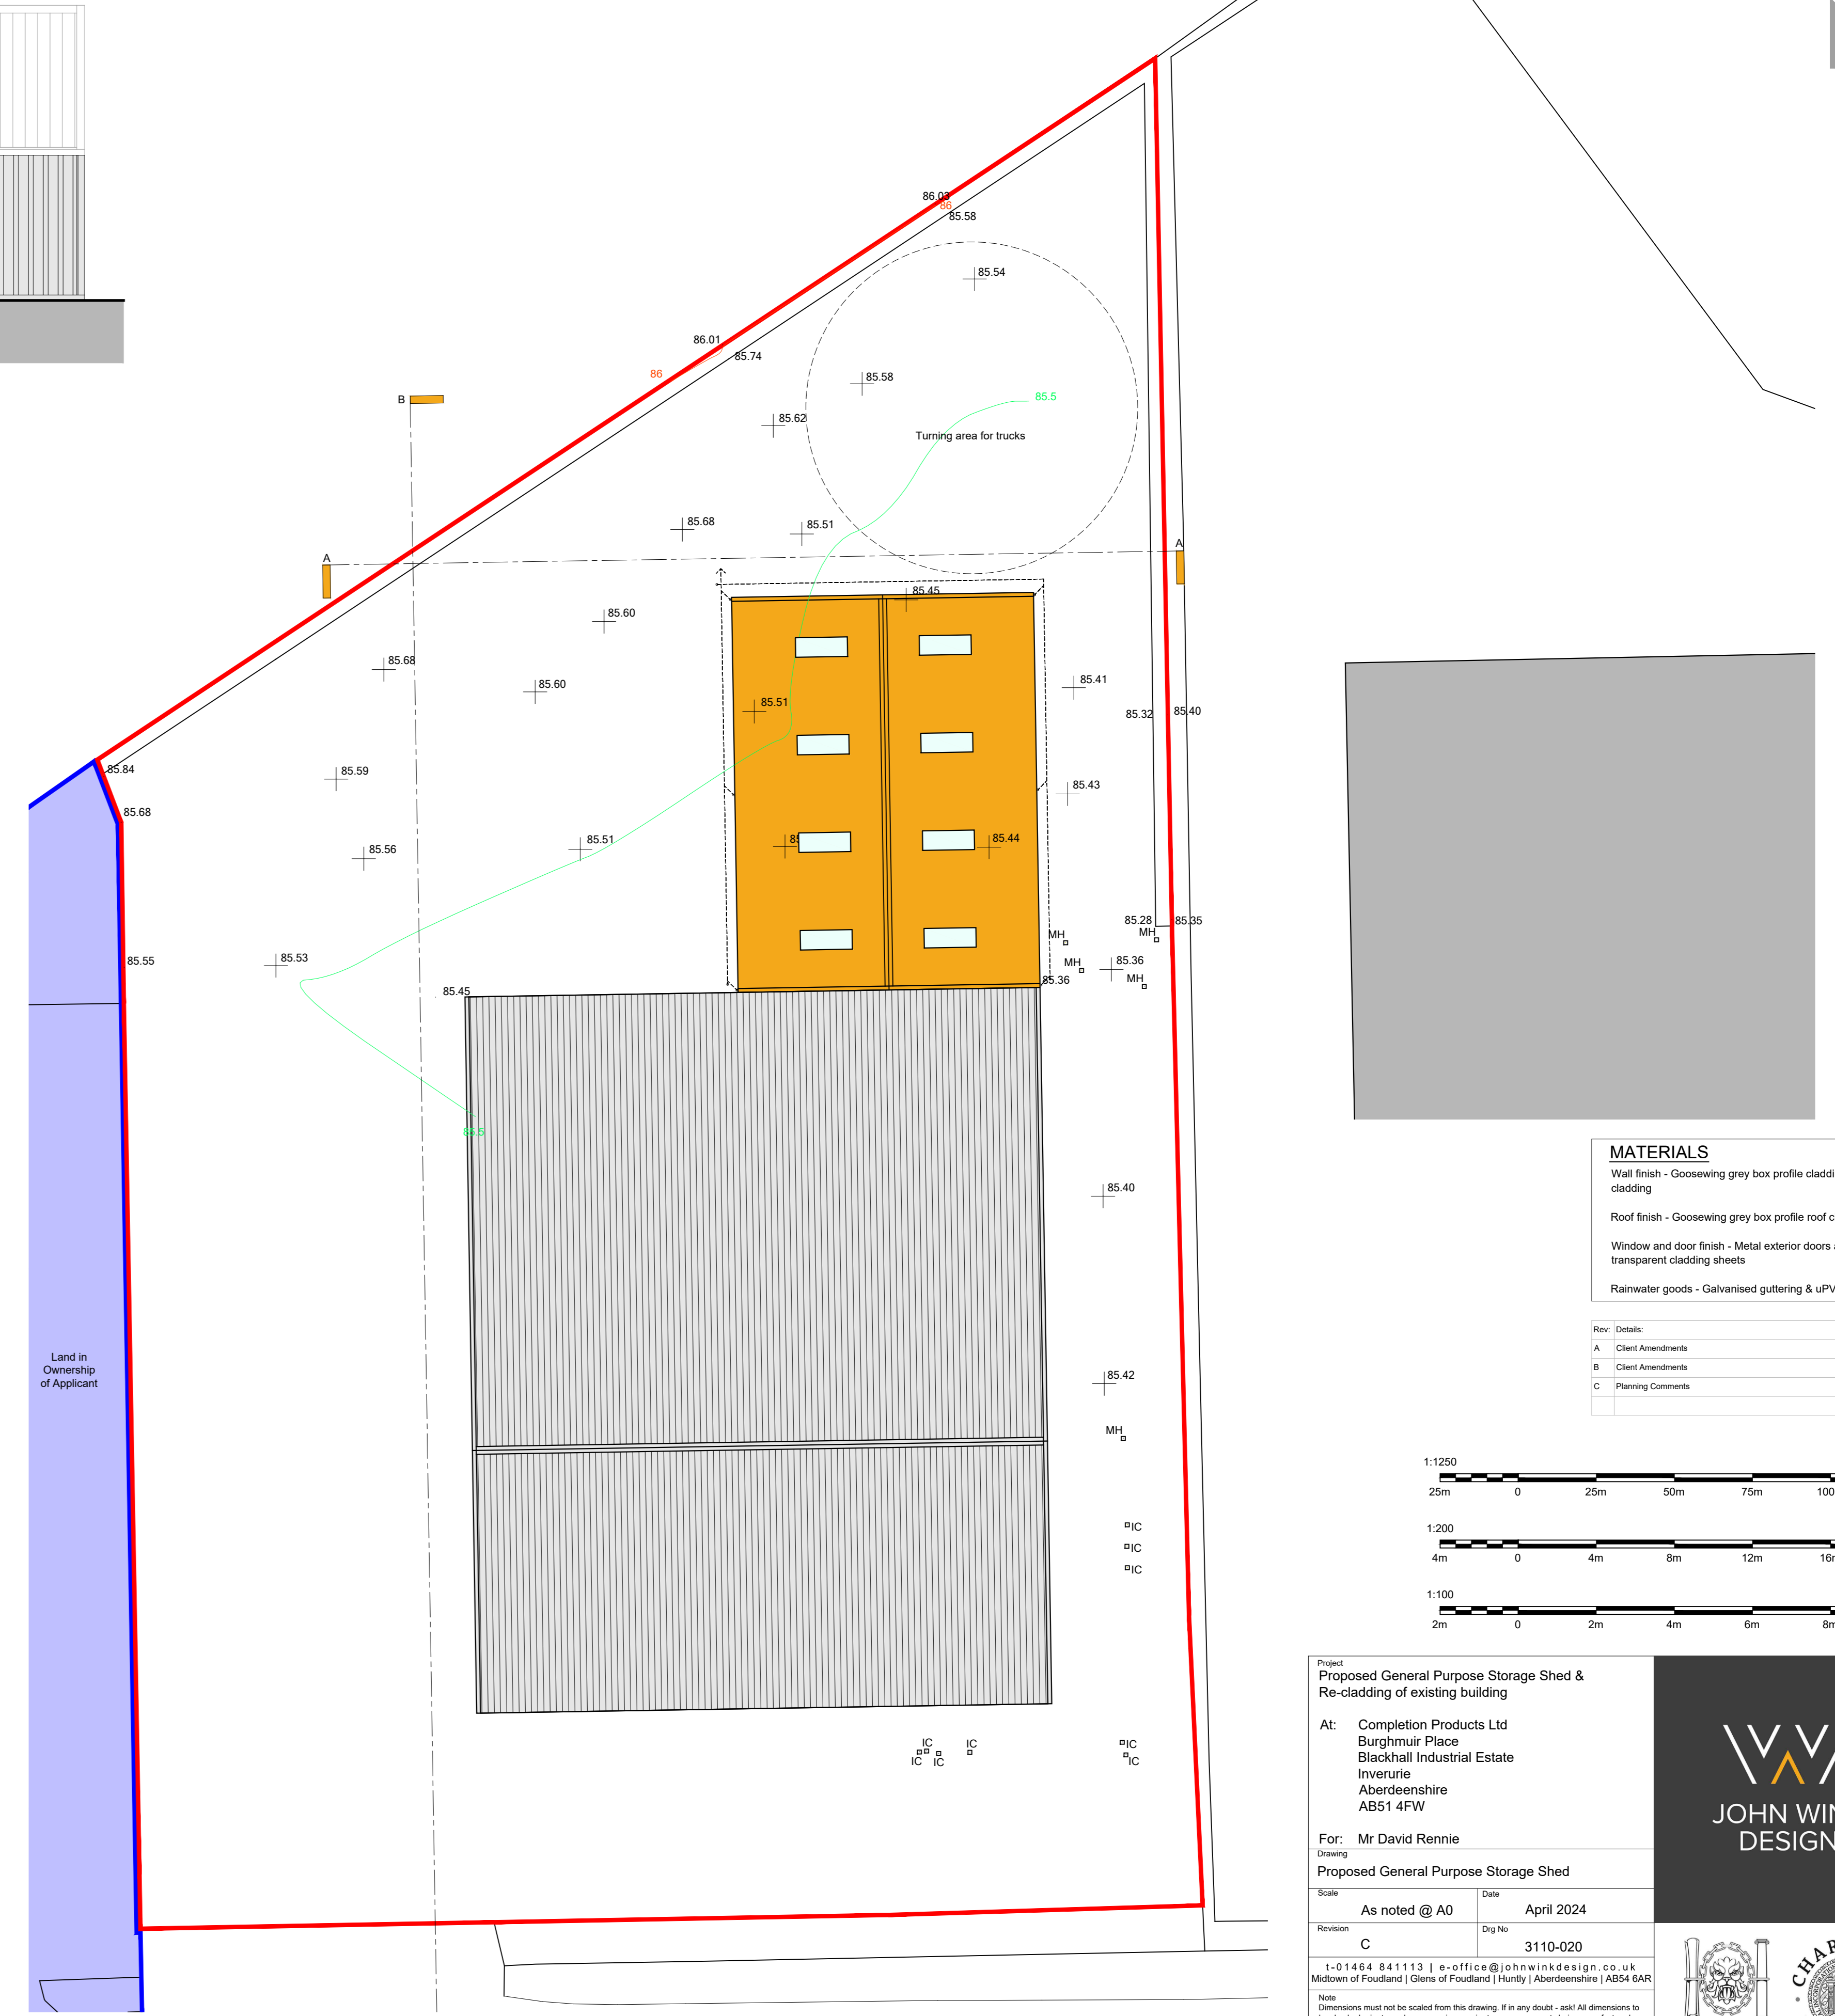 86.03
86
85.58
85.54
86.01
85.74
86
85.58
85.5
B
85.62
Turning area for trucks
85.68
85.51
A
A
85.45
85.60
85.68
85.60
85.41
85.51
85.32
85.40
85.84
85.59
85.43
85.68
85.56
85.51
85.44
85.28
85.35
MH
MH
85.55
85.53
MH
85.36
MH
85.36
85.45
85.5
85.40
85.42
MH
Land in
Ownership
of Applicant
IC
IC
IC
IC
IC
IC
IC
IC
IC
MATERIALS
Wall finish - Goosewing grey box profile claddi
cladding
Roof finish - Goosewing grey box profile roof c
Window and door finish - Metal exterior doors a
transparent cladding sheets
Rainwater goods - Galvanised guttering & uPV
Rev: Details:
A Client Amendments
B Client Amendments
C Planning Comments
1:1250
25m 0 25m 50m 75m 100
1:200
4m 0 4m 8m 12m 16m
1:100
2m 0 2m 4m 6m 8m
Project
Proposed General Purpose Storage Shed &
Re-cladding of existing building
At: Completion Products Ltd
Burghmuir Place
Blackhall Industrial Estate
Inverurie
Aberdeenshire
AB51 4FW
For: Mr David Rennie
Drawing
Proposed General Purpose Storage Shed
Scale
As noted @ A0
Date
April 2024
Revision
C
Drg No
3110-020
t-01464 841113 | e-office@johnwinkdesign.co.uk
Midtown of Foudland | Glens of Foudland | Huntly | Aberdeenshire | AB54 6AR
Note
Dimensions must not be scaled from this drawing. If in any doubt - ask! All dimensions to
JOHN WIN
DESIGN
CHAR